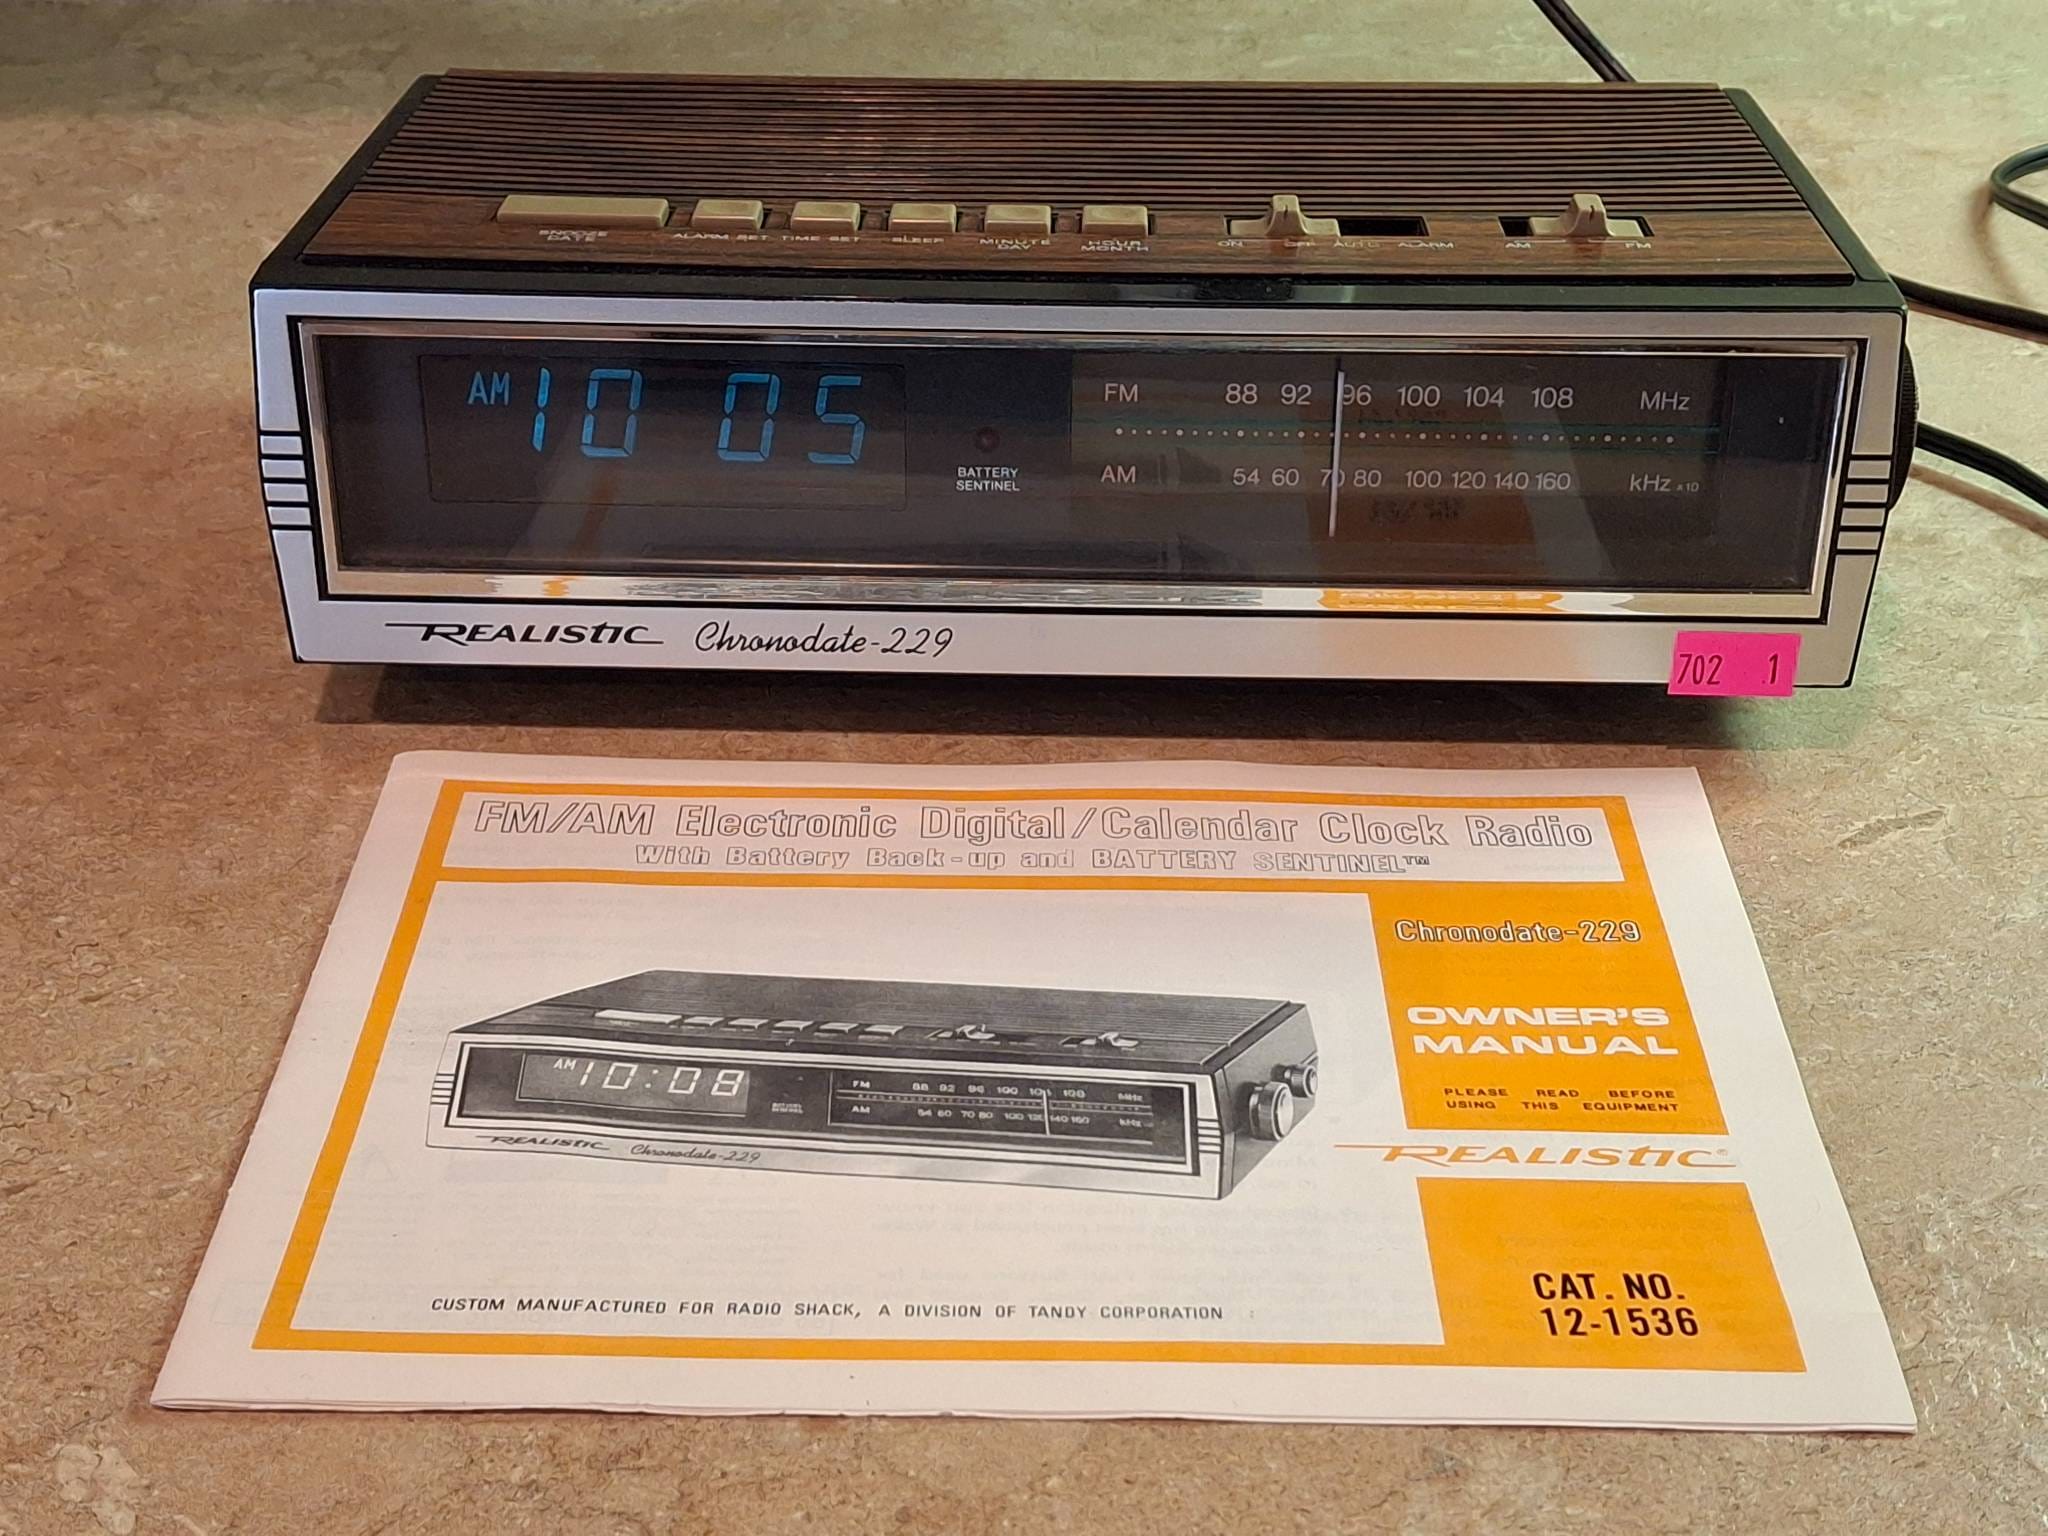 SNOOZE ALARM SET TIME SET SLEEP MINUTE HOUR ON OFF AUTO ALARM AM FM
DATE DAY MONTH
AM 10 05
FM 88 92 96 100 104 108 MHz
BATTERY
SENTINEL
AM 54 60 70 80 100 120 140 160 kHz x10
REALISTIC Chronodate-229
702 .1
FM/AM Electronic Digital/Calendar Clock Radio
With Battery Back-up and BATTERY SENTINEL™
Chronodate-229
OWNER'S
MANUAL
PLEASE READ BEFORE
USING THIS EQUIPMENT
AM 10:08
FM 88 92 96 100 104 108 MHz
BATTERY
SENTINEL
AM 54 60 70 80 100 120 140 160 kHz
REALISTIC Chronodate-229
REALISTIC®
CAT. NO.
12-1536
CUSTOM MANUFACTURED FOR RADIO SHACK, A DIVISION OF TANDY CORPORATION